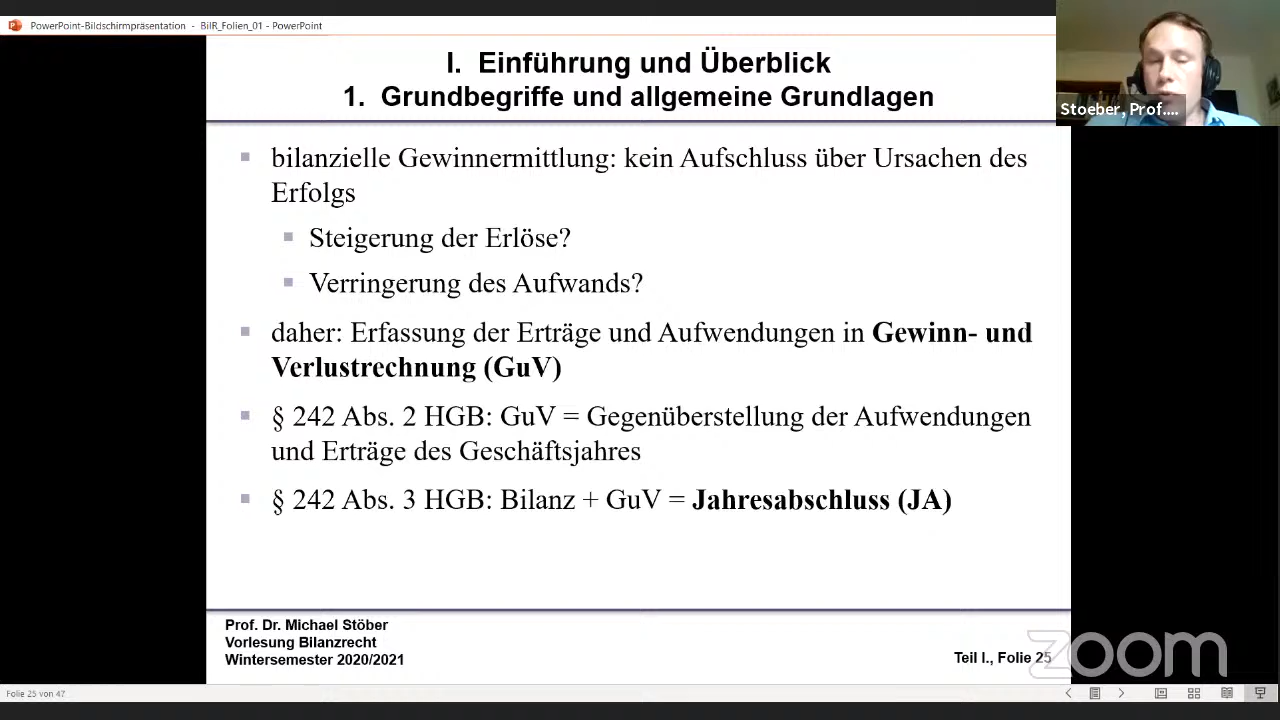 PowerPoint-Bildschirmpräsentation - BilR_Folien_01 - PowerPoint
Stoeber, Prof....
I. Einführung und Überblick
1. Grundbegriffe und allgemeine Grundlagen
bilanzielle Gewinnermittlung: kein Aufschluss über Ursachen des
Erfolgs
Steigerung der Erlöse?
Verringerung des Aufwands?
daher: Erfassung der Erträge und Aufwendungen in Gewinn- und
Verlustrechnung (GuV)
§ 242 Abs. 2 HGB: GuV = Gegenüberstellung der Aufwendungen
und Erträge des Geschäftsjahres
§ 242 Abs. 3 HGB: Bilanz + GuV = Jahresabschluss (JA)
Prof. Dr. Michael Stöber
Vorlesung Bilanzrecht
Wintersemester 2020/2021
Teil I., Folie 25
zoom
Folie 25 von 47